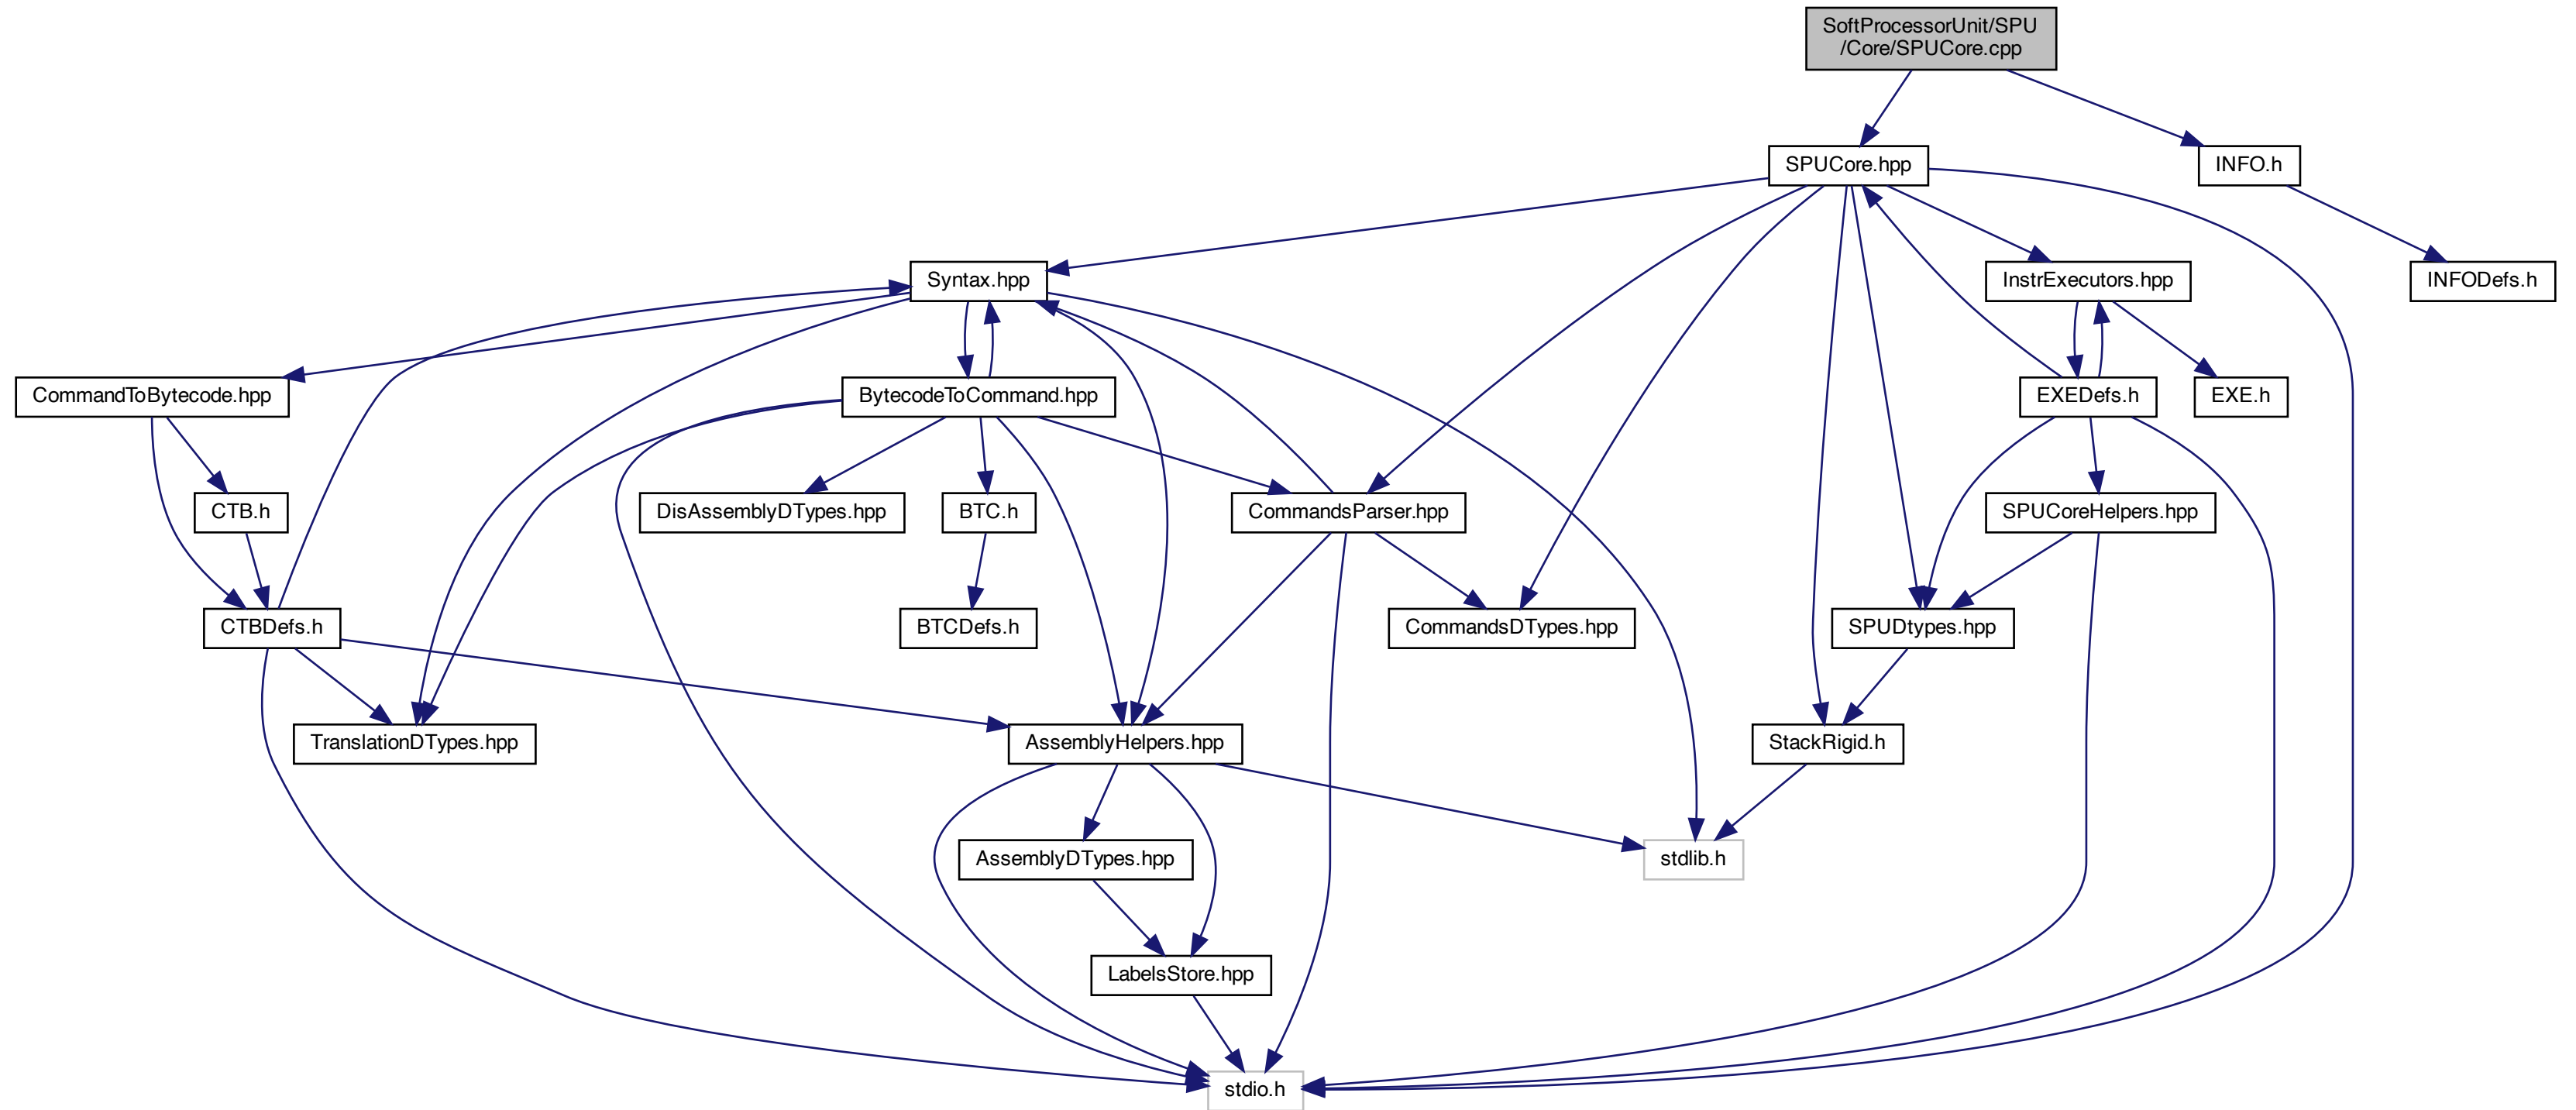 SoftProcessorUnit/SPU
/Core/SPUCore.cpp
SPUCore.hpp
INFO.h
Syntax.hpp
InstrExecutors.hpp
INFODefs.h
CommandToBytecode.hpp
BytecodeToCommand.hpp
EXEDefs.h
EXE.h
CTB.h
DisAssemblyDTypes.hpp
BTC.h
CommandsParser.hpp
SPUCoreHelpers.hpp
CTBDefs.h
BTCDefs.h
CommandsDTypes.hpp
SPUDtypes.hpp
TranslationDTypes.hpp
AssemblyHelpers.hpp
StackRigid.h
AssemblyDTypes.hpp
stdlib.h
LabelsStore.hpp
stdio.h